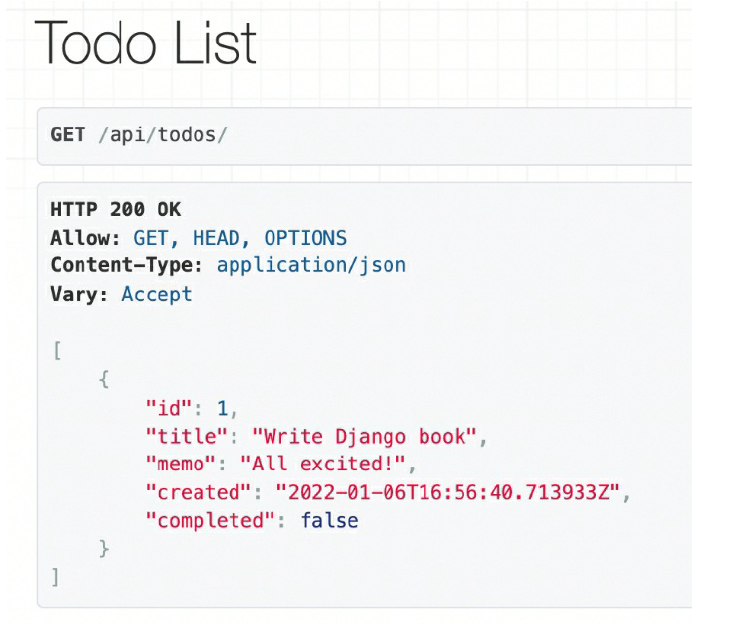 Todo List
GET /api/todos/
HTTP 200 OK
Allow: GET, HEAD, OPTIONS
Content-Type: application/json
Vary: Accept
[
    {
        "id": 1,
        "title": "Write Django book",
        "memo": "All excited!",
        "created": "2022-01-06T16:56:40.713933Z",
        "completed": false
    }
]